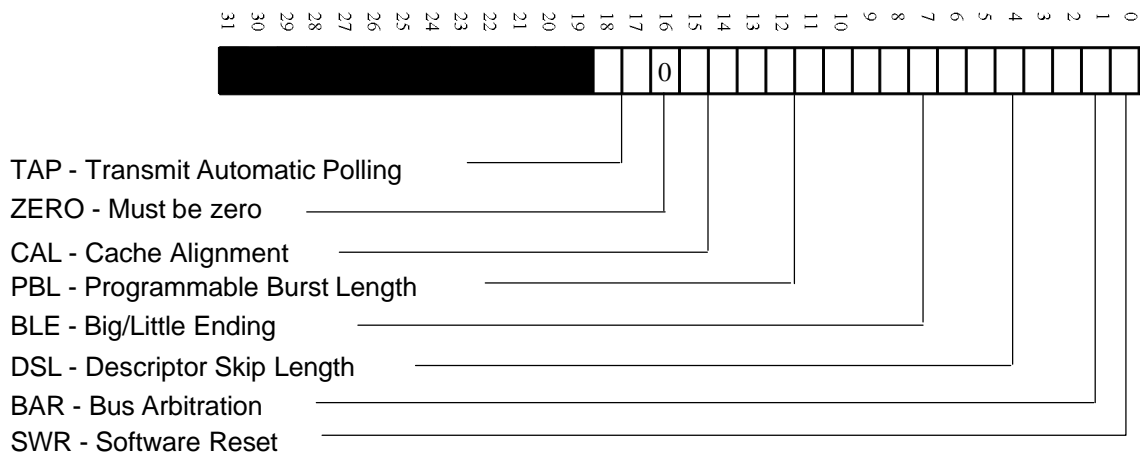 31 30 29 28 27 26 25 24 23 22 21 20 19 18 17 16 15 14 13 12 11 10 9 8 7 6 5 4 3 2 1 0
0
TAP - Transmit Automatic Polling
ZERO - Must be zero
CAL - Cache Alignment
PBL - Programmable Burst Length
BLE - Big/Little Ending
DSL - Descriptor Skip Length
BAR - Bus Arbitration
SWR - Software Reset